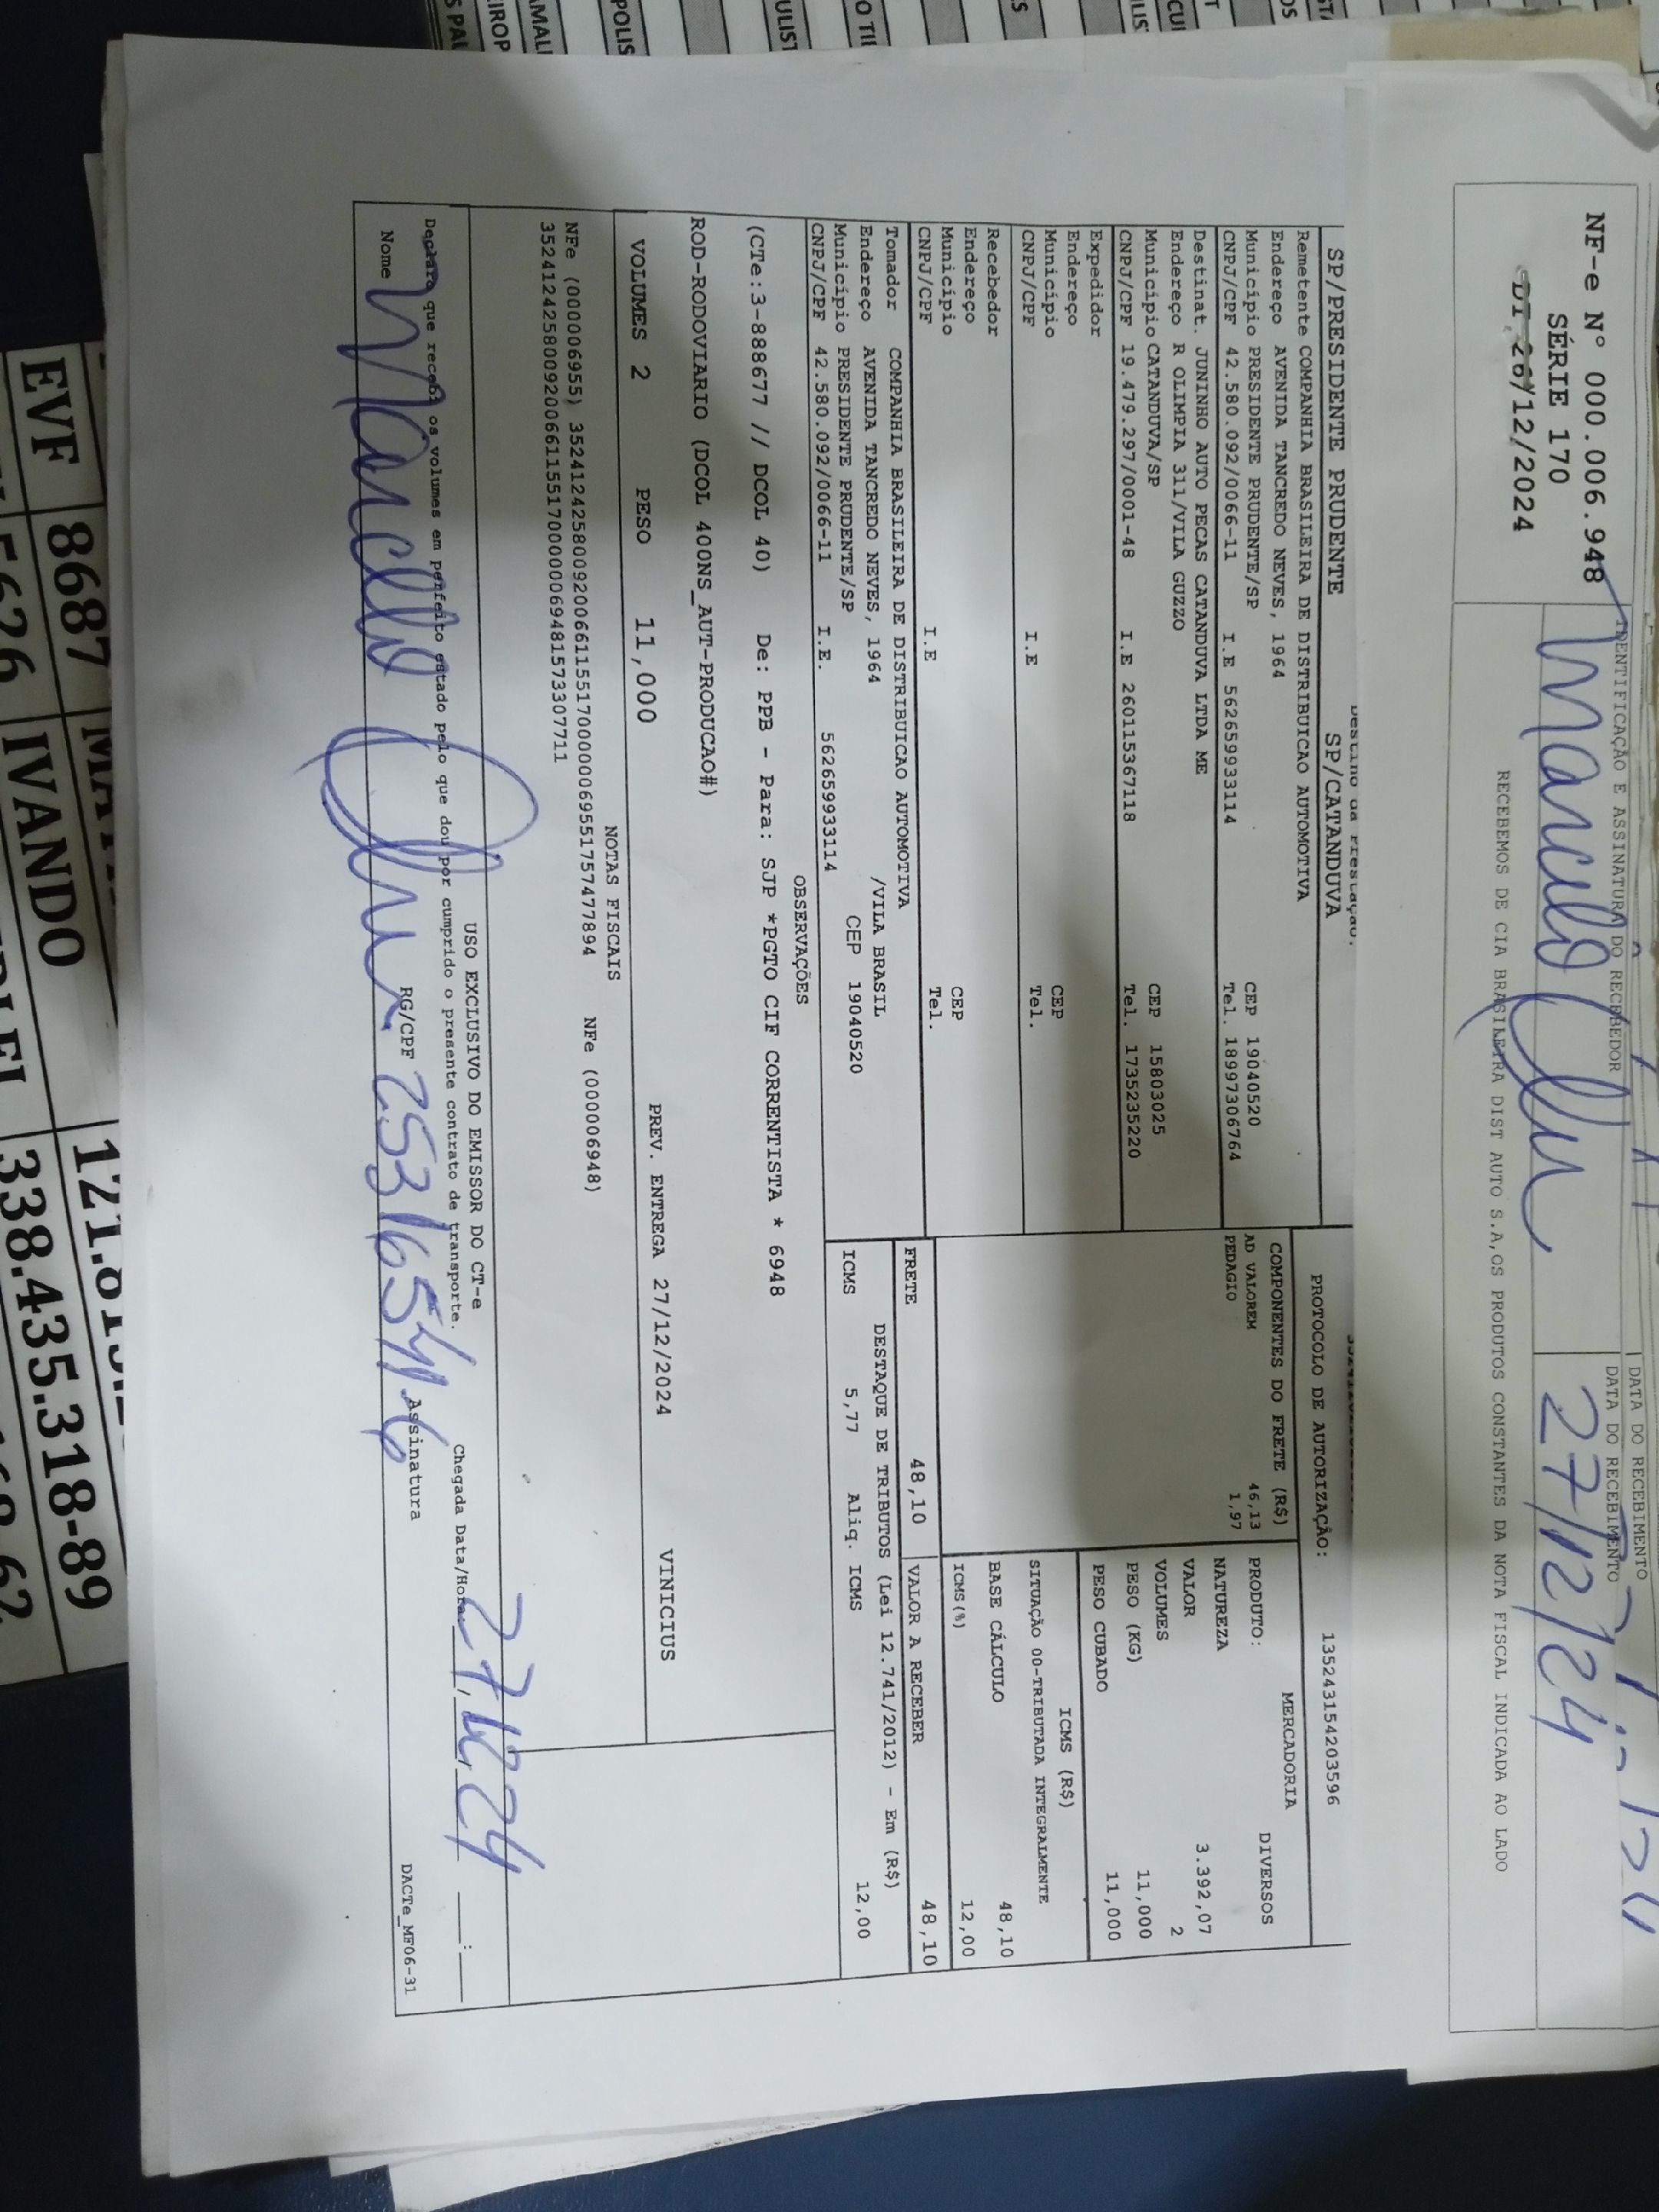 NF-e Nº 000.006.948
SÉRIE 170
DT 26/12/2024
IDENTIFICAÇÃO E ASSINATURA DO RECEBEDOR
DATA DO RECEBIMENTO
DATA DO RECEBIMENTO
27/12/24
RECEBEMOS DE CIA BRASILEIRA DIST AUTO S.A, OS PRODUTOS CONSTANTES DA NOTA FISCAL INDICADA AO LADO
Destino da Prestação:
SP/PRESIDENTE PRUDENTE SP/CATANDUVA
PROTOCOLO DE AUTORIZAÇÃO: 135243154203596
Remetente COMPANHIA BRASILEIRA DE DISTRIBUICAO AUTOMOTIVA
Endereço AVENIDA TANCREDO NEVES, 1964
Município PRESIDENTE PRUDENTE/SP CEP 19040520
CNPJ/CPF 42.580.092/0066-11 I.E 562659933114 Tel. 18997306764
Destinat. JUNINHO AUTO PECAS CATANDUVA LTDA ME
Endereço R OLIMPIA 311/VILA GUZZO
Município CATANDUVA/SP CEP 15803025
CNPJ/CPF 19.479.297/0001-48 I.E 260115367118 Tel. 1735235220
Expedidor
Endereço
Município CEP
CNPJ/CPF I.E Tel.
Recebedor
Endereço
Município CEP
CNPJ/CPF I.E Tel.
COMPONENTES DO FRETE (R$)
AD VALOREM 46,13
PEDAGIO 1,97
MERCADORIA
PRODUTO: DIVERSOS
NATUREZA
VALOR 3.392,07
VOLUMES 2
PESO (KG) 11,000
PESO CUBADO 11,000
ICMS (R$)
SITUAÇÃO 00-TRIBUTADA INTEGRALMENTE
BASE CÁLCULO 48,10
ICMS(%) 12,00
FRETE 48,10 VALOR A RECEBER 48,10
Tomador COMPANHIA BRASILEIRA DE DISTRIBUICAO AUTOMOTIVA
Endereço AVENIDA TANCREDO NEVES, 1964 /VILA BRASIL
Município PRESIDENTE PRUDENTE/SP CEP 19040520
CNPJ/CPF 42.580.092/0066-11 I.E. 562659933114
DESTAQUE DE TRIBUTOS (Lei 12.741/2012) - Em (R$)
ICMS 5,77 Aliq. ICMS 12,00
OBSERVAÇÕES
(CTe:3-888677 // DCOL 40) De: PPB - Para: SJP *PGTO CIF CORRENTISTA * 6948
ROD-RODOVIARIO (DCOL 400NS_AUT-PRODUCAO#)
VOLUMES 2 PESO 11,000 PREV. ENTREGA 27/12/2024 VINICIUS
NOTAS FISCAIS
NFe (000006955) 35241242580092006611551700000069551757477894 NFe (000006948)
35241242580092006611551700000069481573307711
USO EXCLUSIVO DO EMISSOR DO CT-e
Declaro que recebi os volumes em perfeito estado pelo que dou por cumprido o presente contrato de transporte.
Chegada Data/Hora: 27/12/24 __:__
Nome RG/CPF Assinatura
DACTe_MF06-31
EVF 8687
IVANDO
338.435.318-89